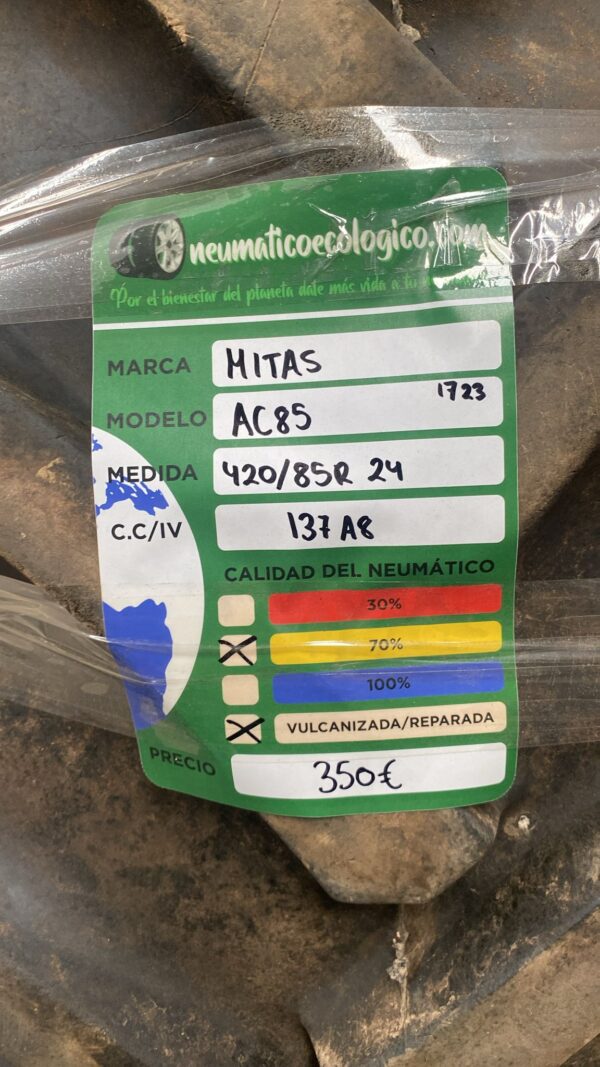 neumaticoecologico.com
Por el bienestar del planeta date más vida a tu
MARCA MITAS
1723
MODELO AC85
MEDIDA 420/85R 24
C.C/IV 137 A8
CALIDAD DEL NEUMÁTICO
30%
70%
100%
VULCANIZADA/REPARADA
PRECIO 350€